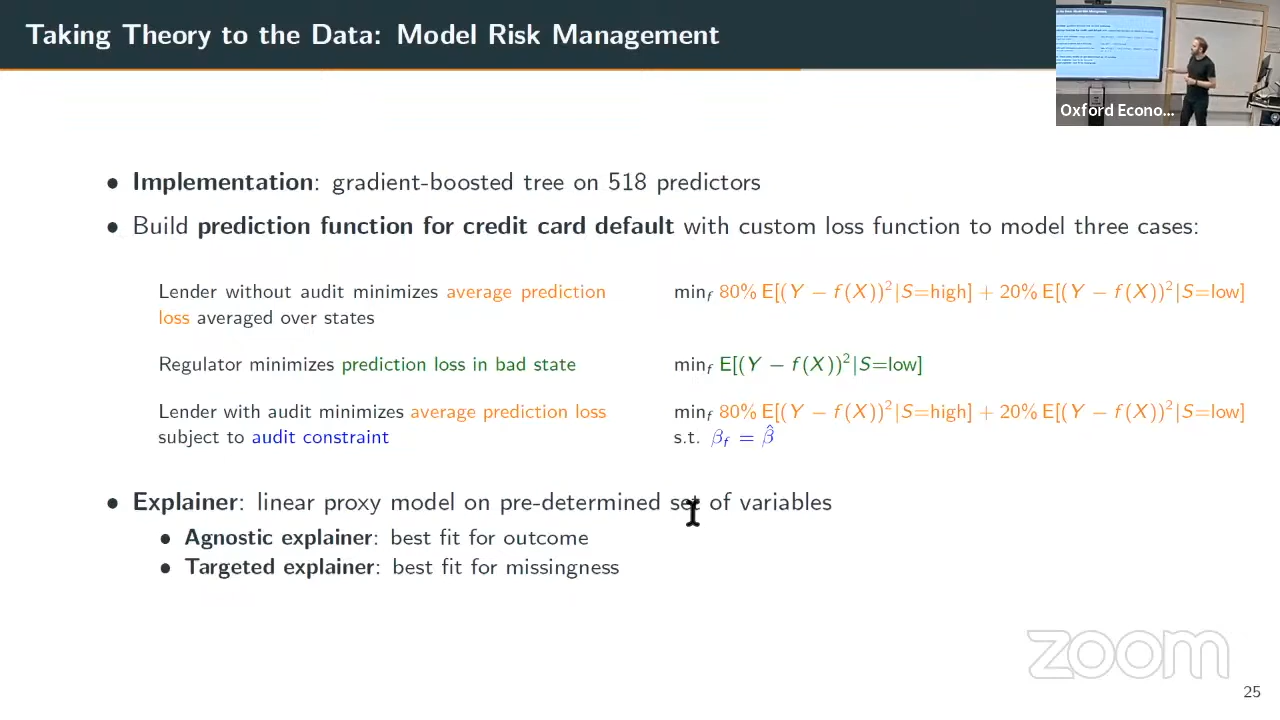 Taking Theory to the Data: Model Risk Management
Oxford Econo...
• Implementation: gradient-boosted tree on 518 predictors
• Build prediction function for credit card default with custom loss function to model three cases:
Lender without audit minimizes average prediction loss averaged over states
min_f 80% E[(Y − f(X))²|S=high] + 20% E[(Y − f(X))²|S=low]
Regulator minimizes prediction loss in bad state
min_f E[(Y − f(X))²|S=low]
Lender with audit minimizes average prediction loss
subject to audit constraint
min_f 80% E[(Y − f(X))²|S=high] + 20% E[(Y − f(X))²|S=low]
s.t. β_f = β̂
• Explainer: linear proxy model on pre-determined set of variables
• Agnostic explainer: best fit for outcome
• Targeted explainer: best fit for missingness
zoom
25